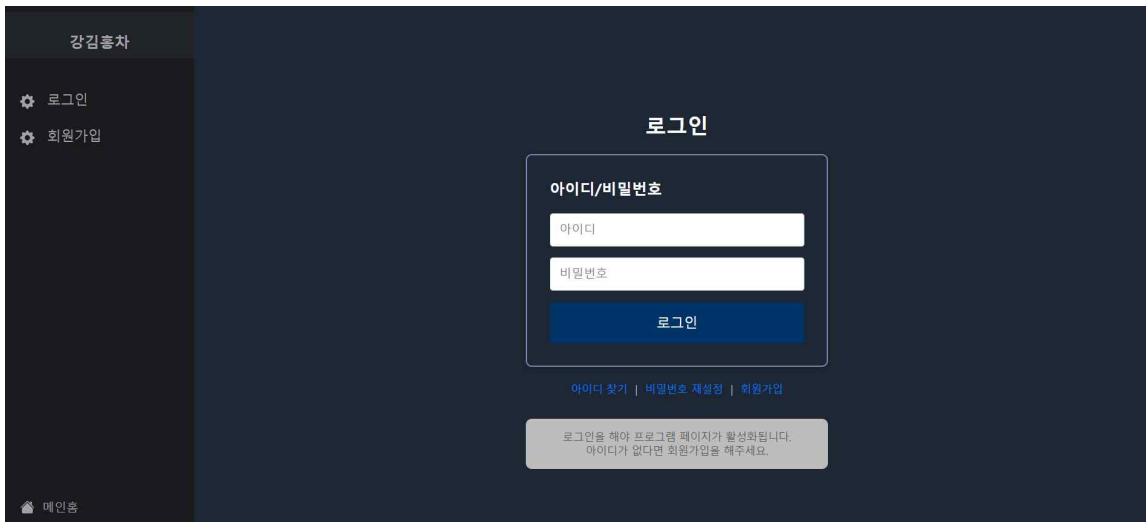 강김홍차
로그인
회원가입
메인홈
로그인
아이디/비밀번호
아이디
비밀번호
로그인
아이디 찾기 | 비밀번호 재설정 | 회원가입
로그인을 해야 프로그램 페이지가 활성화됩니다.
아이디가 없다면 회원가입을 해주세요.